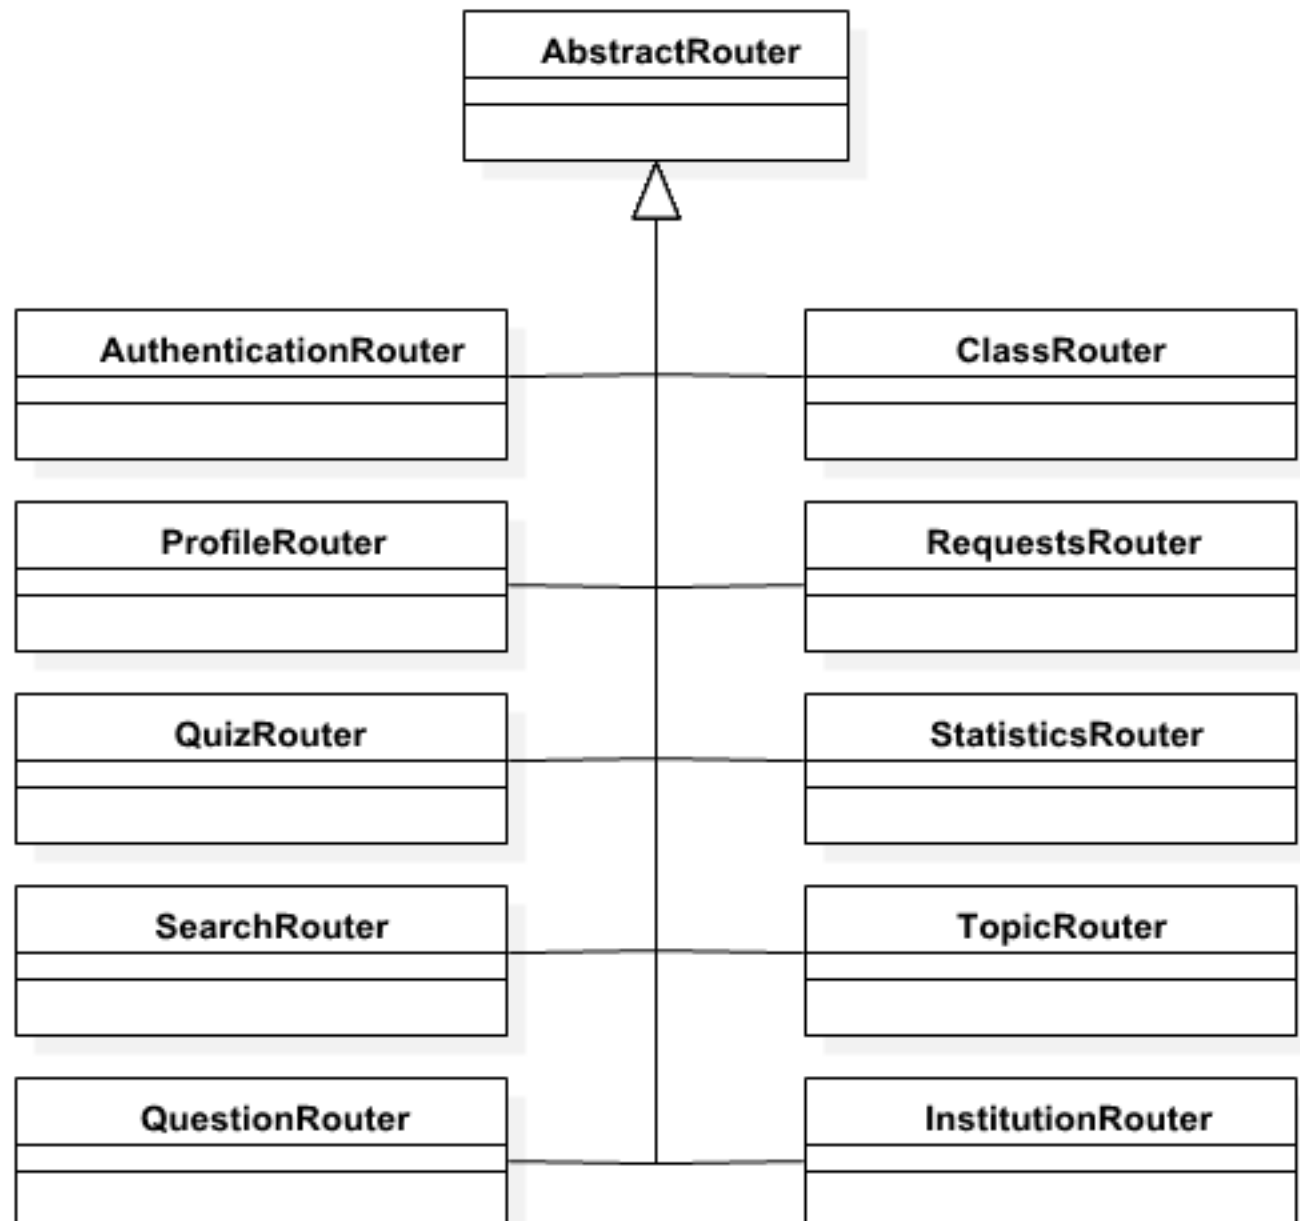 AbstractRouter
AuthenticationRouter
ClassRouter
ProfileRouter
RequestsRouter
QuizRouter
StatisticsRouter
SearchRouter
TopicRouter
QuestionRouter
InstitutionRouter